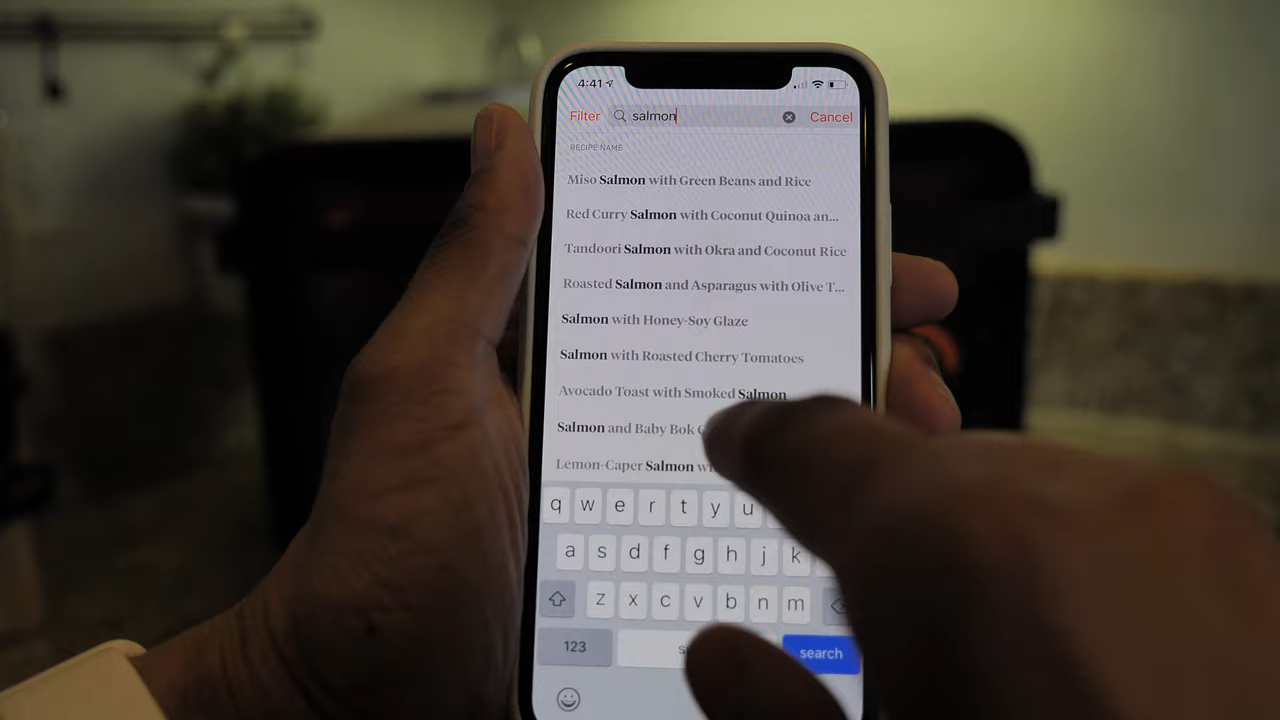 4:41
Filter salmon Cancel
RECIPE NAME
Miso Salmon with Green Beans and Rice
Red Curry Salmon with Coconut Quinoa an...
Tandoori Salmon with Okra and Coconut Rice
Roasted Salmon and Asparagus with Olive T...
Salmon with Honey-Soy Glaze
Salmon with Roasted Cherry Tomatoes
Avocado Toast with Smoked Salmon
Salmon and Baby Bok
Lemon-Caper Salmon
q w e r t y u
a s d f g h j k
z x c v b n m
123 search